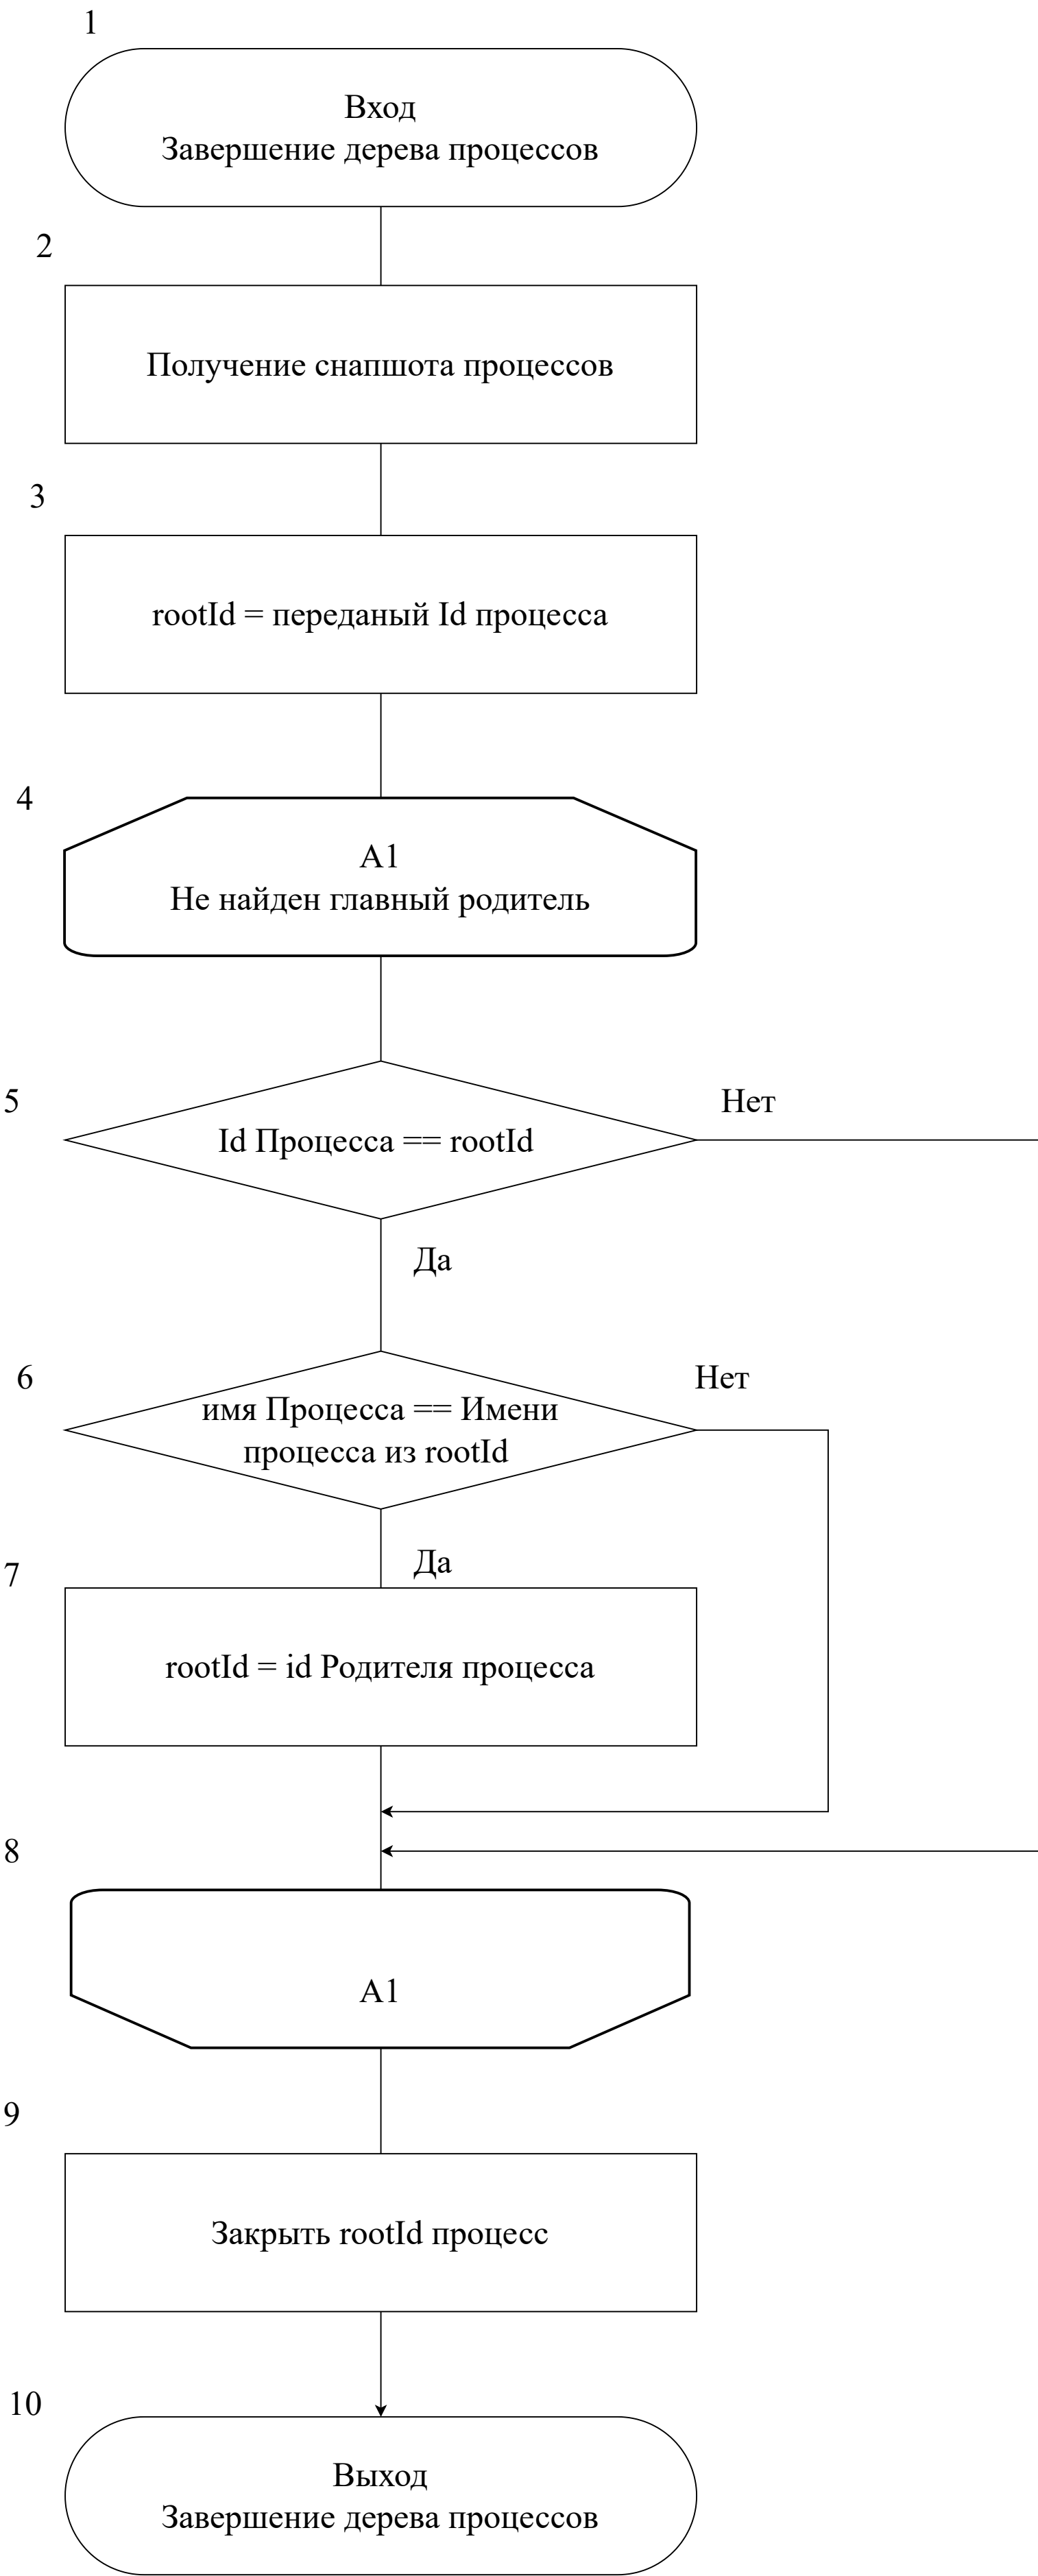 1
Вход
Завершение дерева процессов
2
Получение снапшота процессов
3
rootId = переданый Id процесса
4
А1
Не найден главный родитель
5
Id Процесса == rootId
Нет
Да
6
имя Процесса == Имени
процесса из rootId
Нет
Да
7
rootId = id Родителя процесса
8
А1
9
Закрыть rootId процесс
10
Выход
Завершение дерева процессов